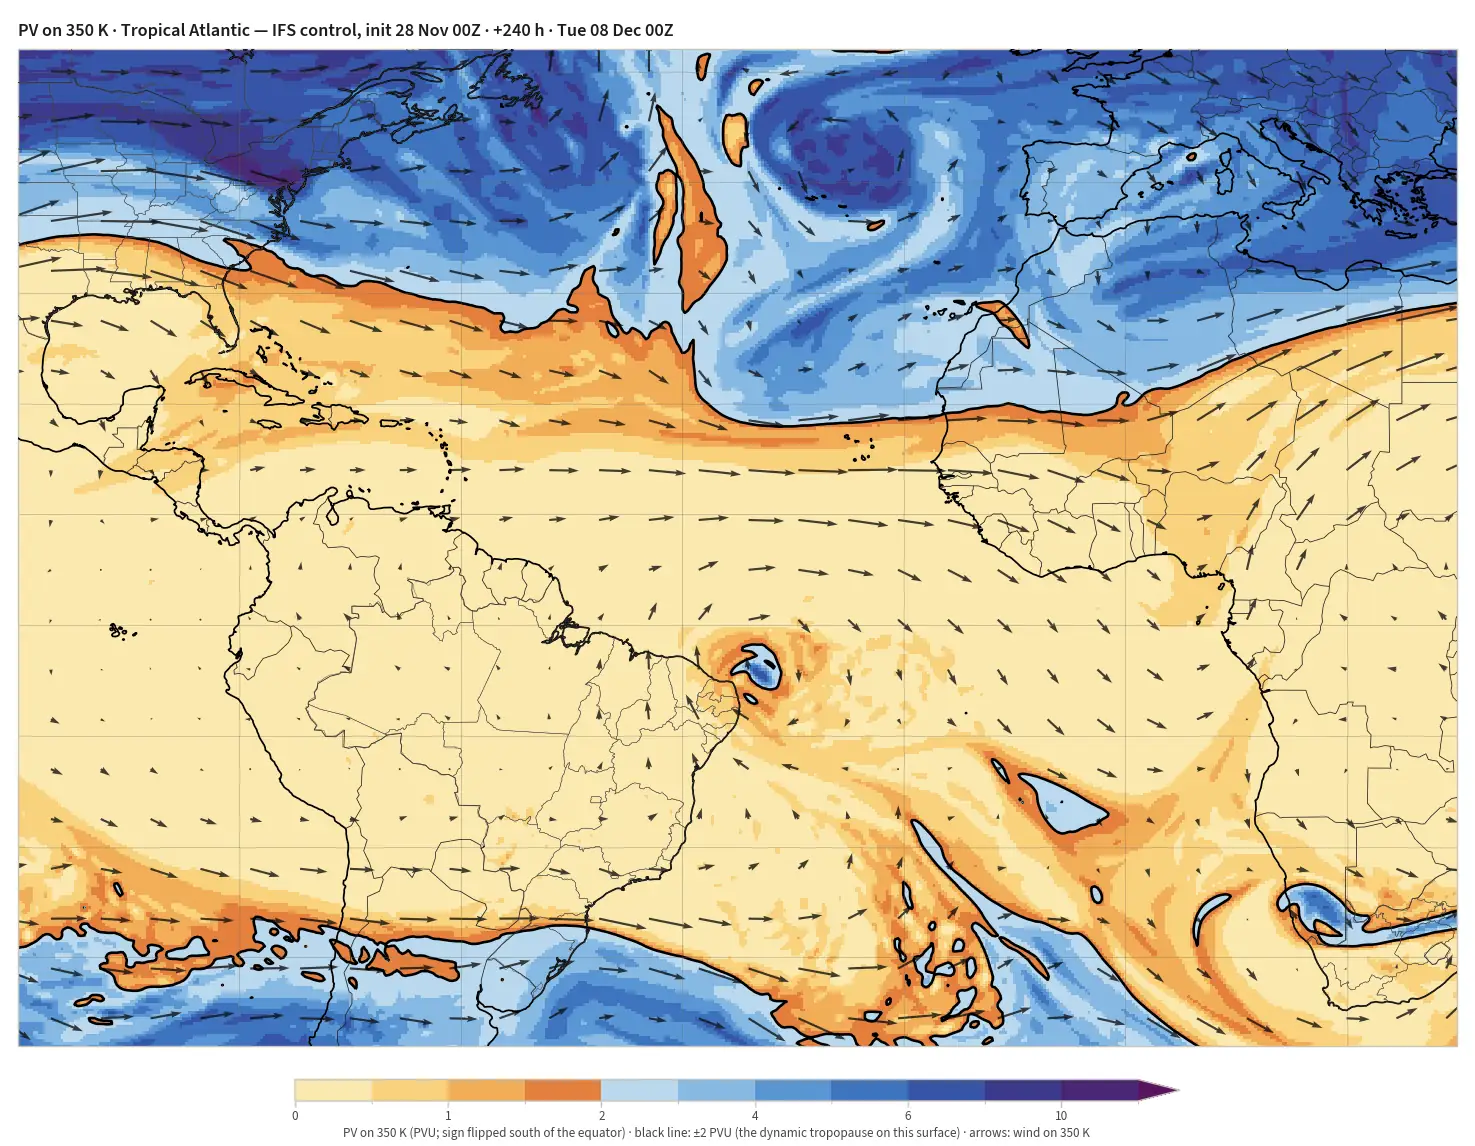 PV on 350 K · Tropical Atlantic — IFS control, init 28 Nov 00Z · +240 h · Tue 08 Dec 00Z
0 1 2 4 6 10
PV on 350 K (PVU; sign flipped south of the equator) · black line: ±2 PVU (the dynamic tropopause on this surface) · arrows: wind on 350 K